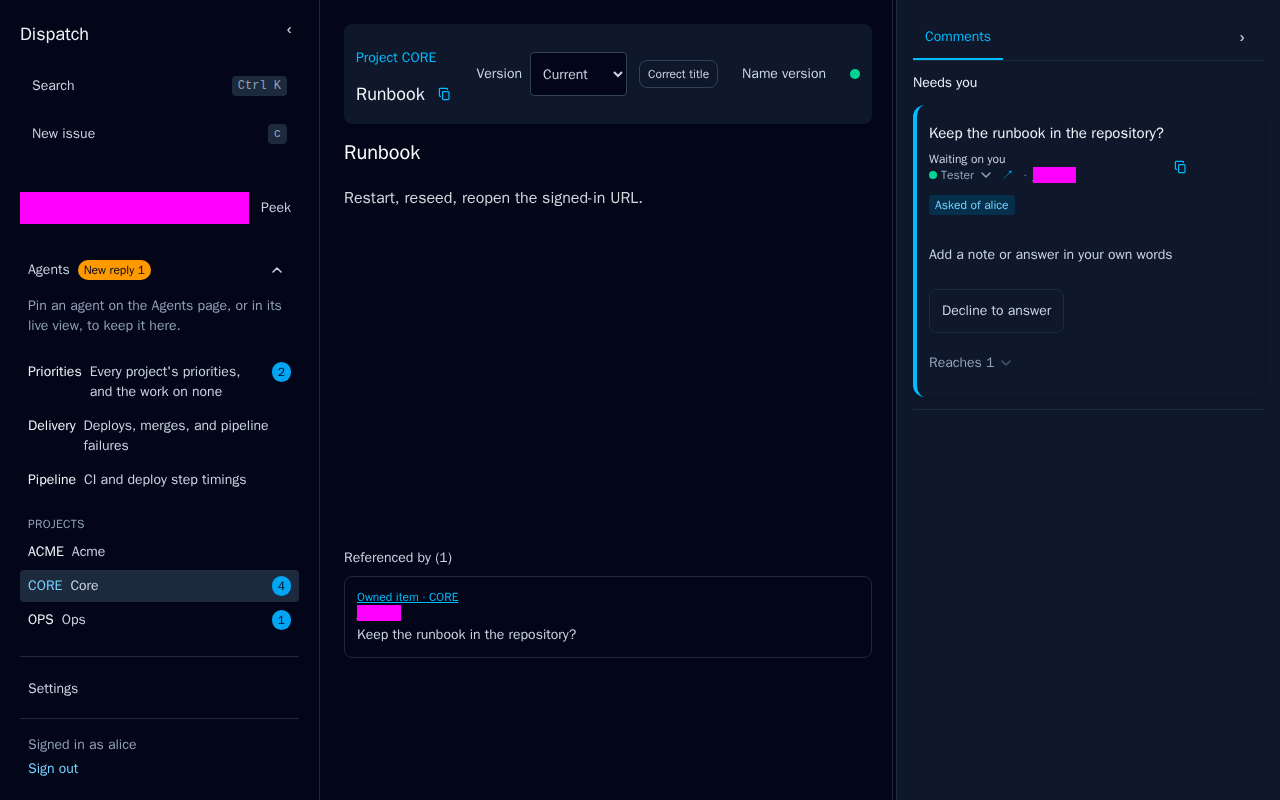 Dispatch
Search
Ctrl K
New issue
C
Peek
Agents
New reply 1
Pin an agent on the Agents page, or in its
live view, to keep it here.
Priorities
Every project's priorities,
and the work on none
2
Delivery
Deploys, merges, and pipeline
failures
Pipeline
CI and deploy step timings
PROJECTS
ACME Acme
CORE Core
4
OPS Ops
1
Settings
Signed in as alice
Sign out
Project CORE
Runbook
Version
Current
Correct title
Name version
Runbook
Restart, reseed, reopen the signed-in URL.
Referenced by (1)
Owned item · CORE
Keep the runbook in the repository?
Comments
Needs you
Keep the runbook in the repository?
Waiting on you
Tester
Asked of alice
Add a note or answer in your own words
Decline to answer
Reaches 1